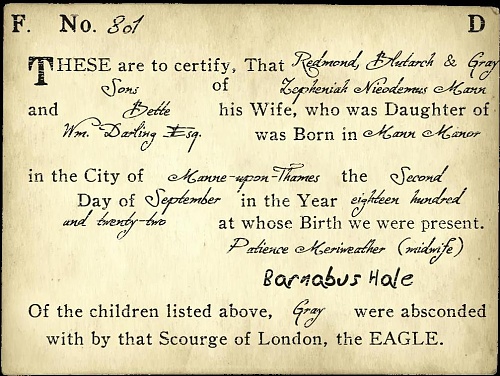 F. No. 801 D
THESE are to certify, That Redmond, Blutarch & Gray
Sons of Zepheniah Nieodemus Mann
and Bette his Wife, who was Daughter of
Wm. Darling Esq. was Born in Mann Manor
in the City of Manne-upon-Thames the Second
Day of September in the Year eighteen hundred
and twenty-two at whose Birth we were present.
Patience Meriweather (midwife)
Barnabus Hale
Of the children listed above, Gray were absconded
with by that Scourge of London, the EAGLE.